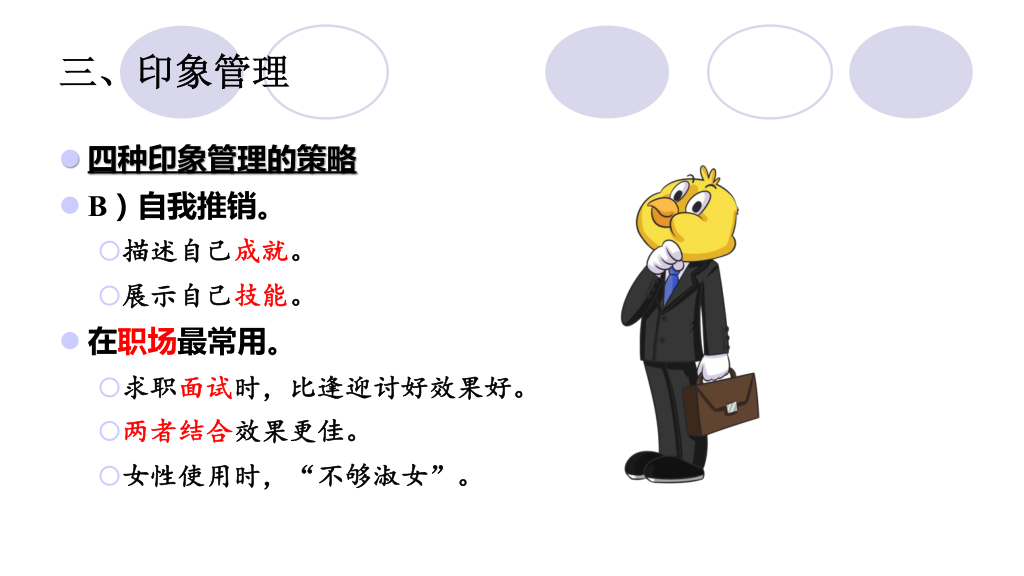 三、印象管理
四种印象管理的策略
B）自我推销。
描述自己成就。
展示自己技能。
在职场最常用。
求职面试时，比逢迎讨好效果好。
两者结合效果更佳。
女性使用时，“不够淑女”。